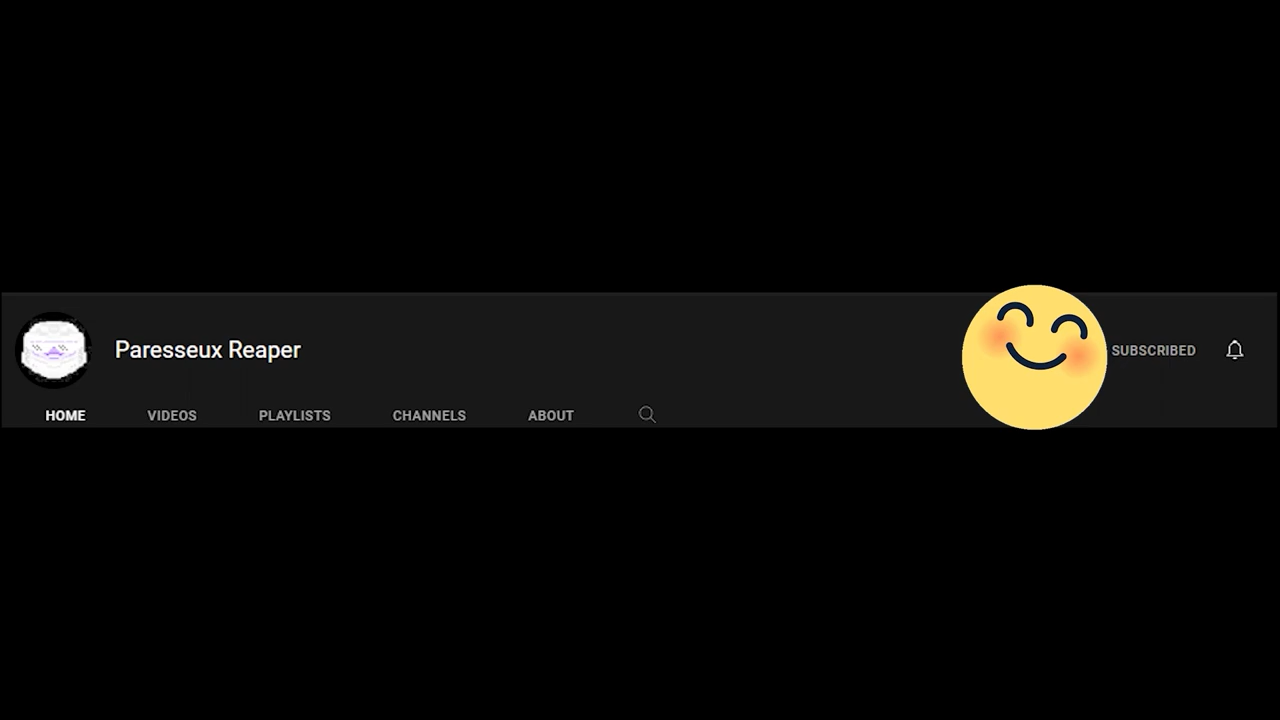 Paresseux Reaper
SUBSCRIBED
HOME VIDEOS PLAYLISTS CHANNELS ABOUT